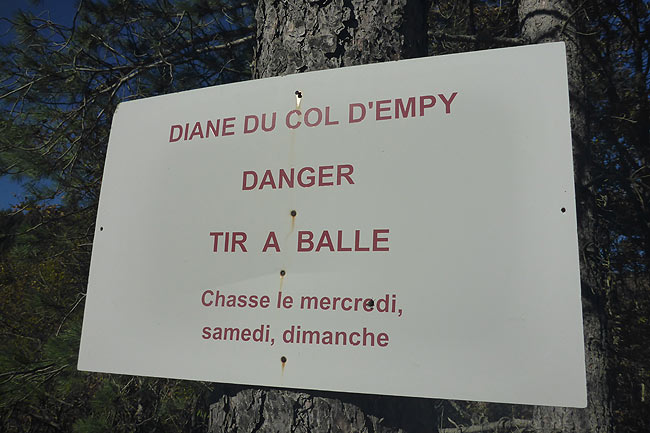 DIANE DU COL D'EMPY
DANGER
TIR A BALLE
Chasse le mercredi,
samedi, dimanche